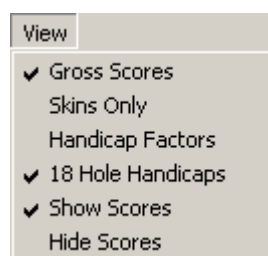 View
Gross Scores
Skins Only
Handicap Factors
18 Hole Handicaps
Show Scores
Hide Scores